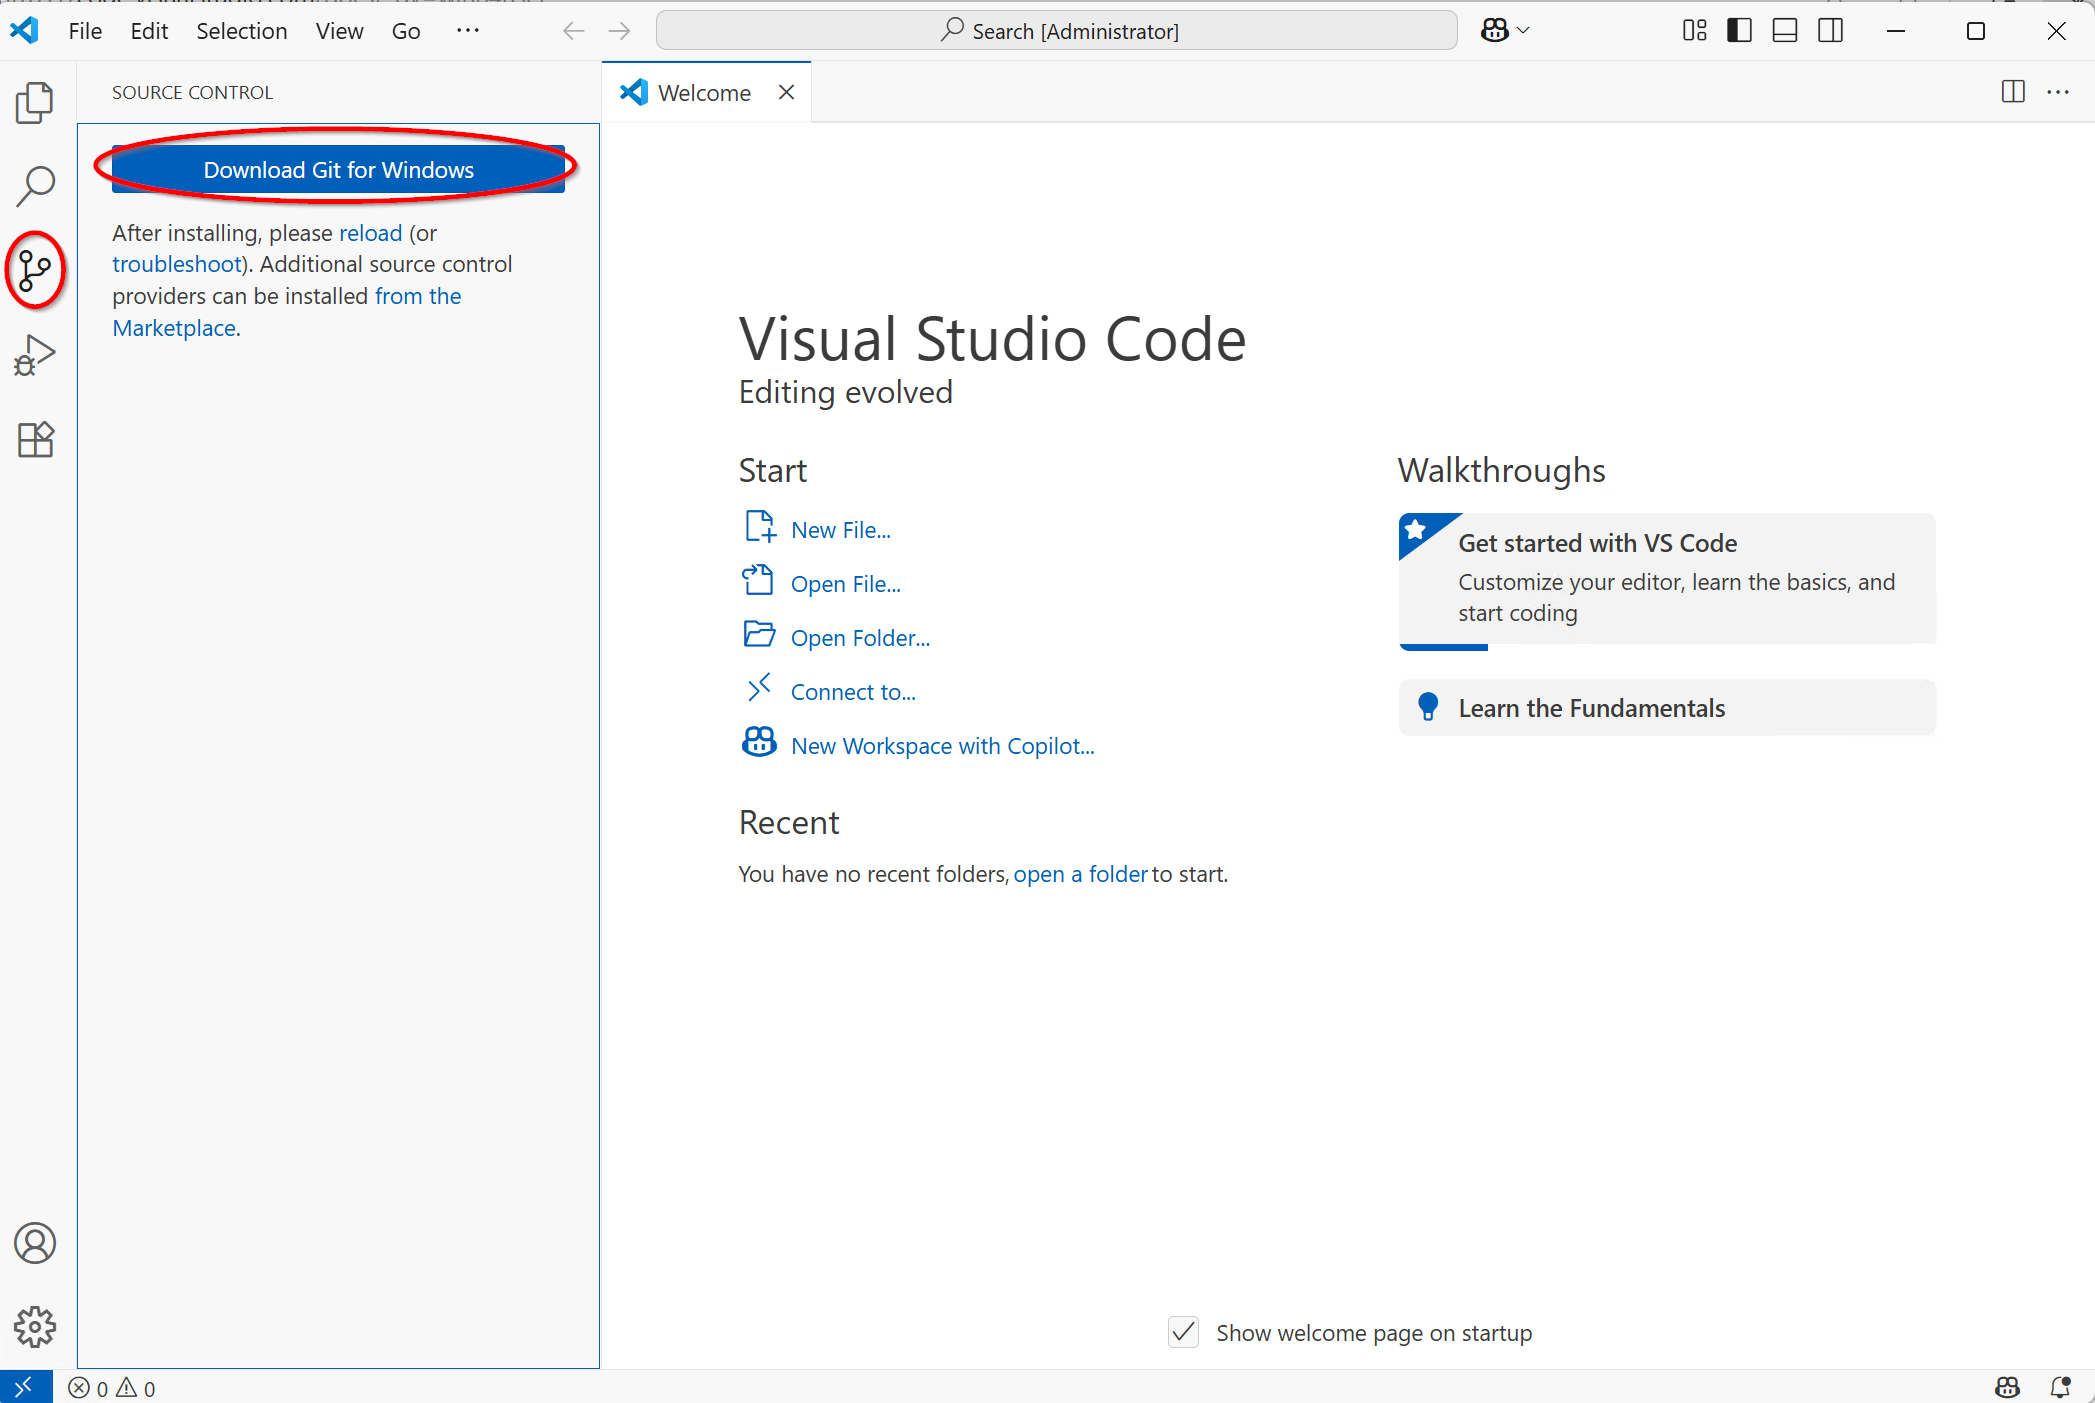 File Edit Selection View Go ...
Search [Administrator]
SOURCE CONTROL
Welcome
Download Git for Windows
After installing, please reload (or
troubleshoot). Additional source control
providers can be installed from the
Marketplace.
Visual Studio Code
Editing evolved
Start
New File...
Open File...
Open Folder...
Connect to...
New Workspace with Copilot...
Recent
You have no recent folders, open a folder to start.
Walkthroughs
Get started with VS Code
Customize your editor, learn the basics, and
start coding
Learn the Fundamentals
Show welcome page on startup
0 0